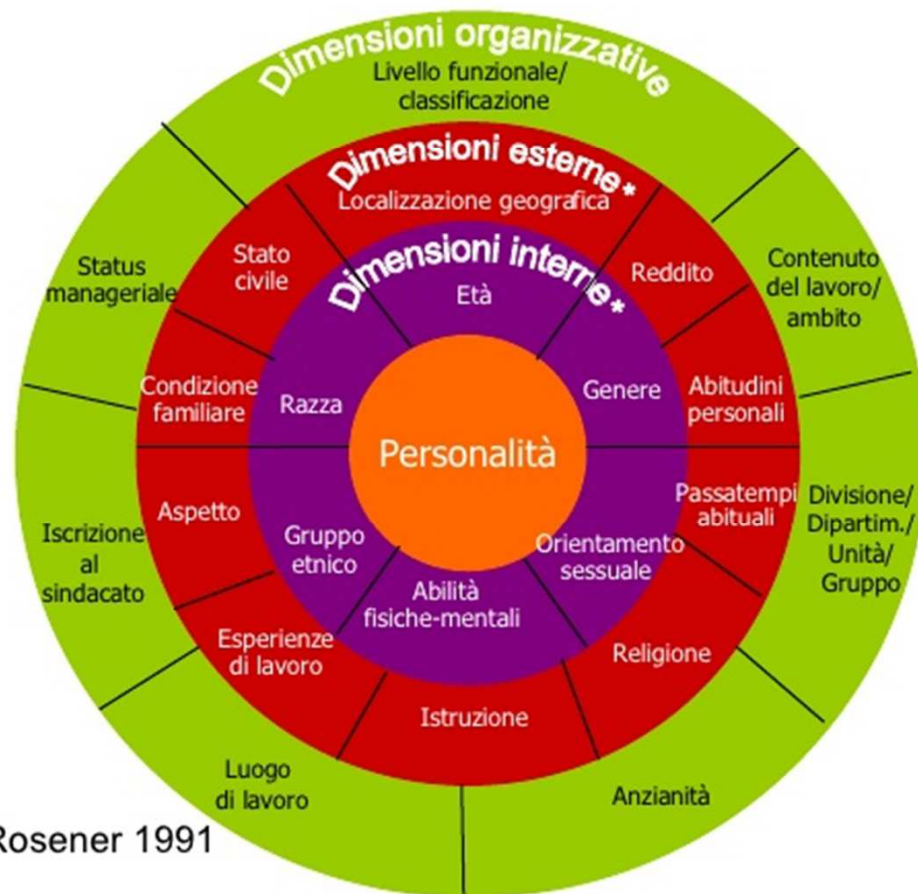 Dimensioni organizzative
Livello funzionale/
classificazione
Dimensioni esterne*
Localizzazione geografica
Dimensioni interne*
Età
Personalità
Status
manageriale
Stato
civile
Reddito
Contenuto
del lavoro/
ambito
Condizione
familiare
Razza
Genere
Abitudini
personali
Iscrizione
al
sindacato
Aspetto
Gruppo
etnico
Orientamento
sessuale
Passatempi
abituali
Divisione/
Dipartim./
Unità/
Gruppo
Abilità
fisiche-mentali
Esperienze
di lavoro
Istruzione
Religione
Luogo
di lavoro
Anzianità
Rosener 1991